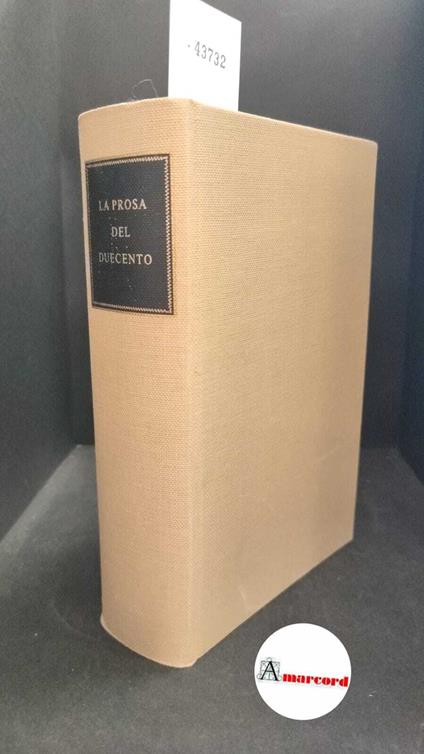 . 43732
LA PROSA
DEL
DUECENTO
Amarcord